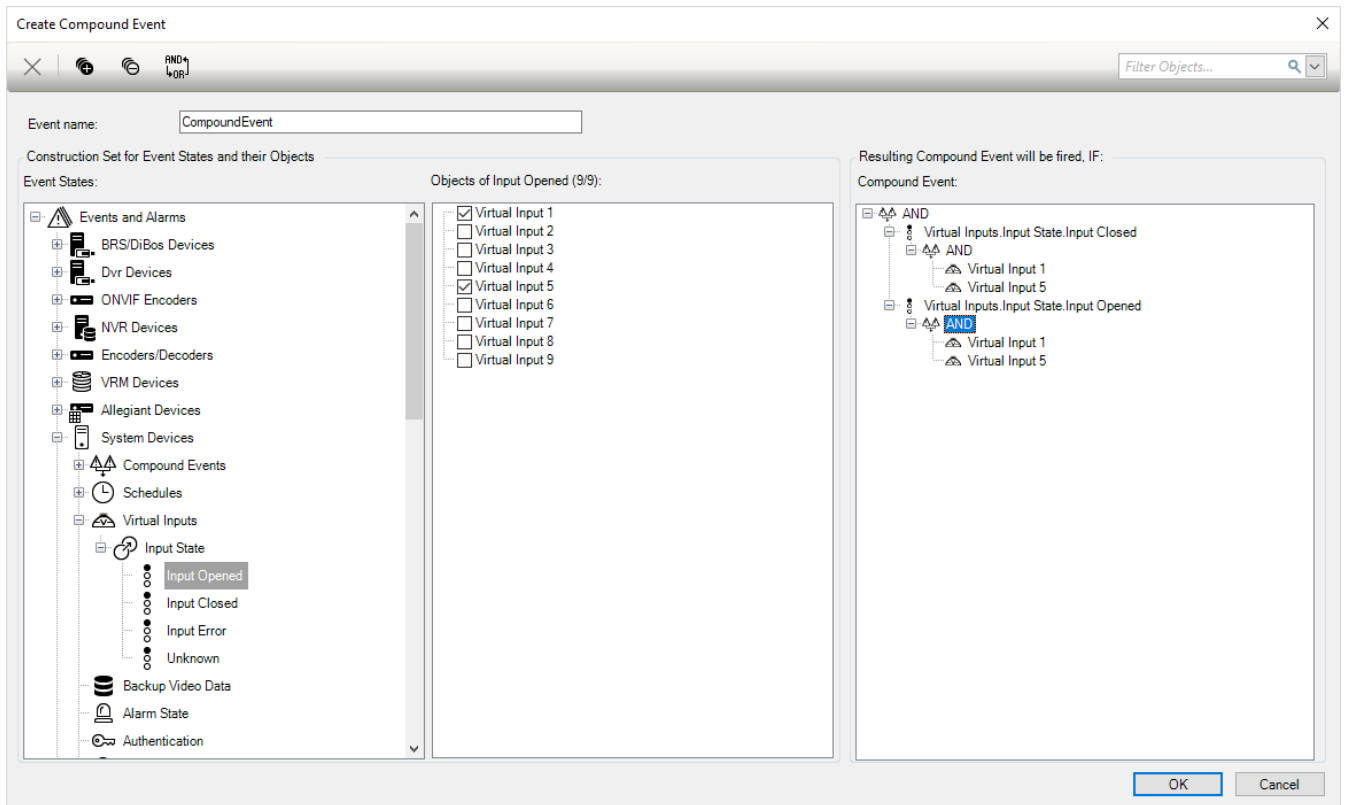 Create Compound Event
AND
OR
Filter Objects...
Event name:
CompoundEvent
Construction Set for Event States and their Objects
Event States:
Events and Alarms
BRS/DiBos Devices
Dvr Devices
ONVIF Encoders
NVR Devices
Encoders/Decoders
VRM Devices
Allegiant Devices
System Devices
Compound Events
Schedules
Virtual Inputs
Input State
Input Opened
Input Closed
Input Error
Unknown
Backup Video Data
Alarm State
Authentication
Objects of Input Opened (9/9):
Virtual Input 1
Virtual Input 2
Virtual Input 3
Virtual Input 4
Virtual Input 5
Virtual Input 6
Virtual Input 7
Virtual Input 8
Virtual Input 9
Resulting Compound Event will be fired, IF:
Compound Event:
AND
Virtual Inputs.Input State.Input Closed
AND
Virtual Input 1
Virtual Input 5
Virtual Inputs.Input State.Input Opened
AND
Virtual Input 1
Virtual Input 5
OK
Cancel